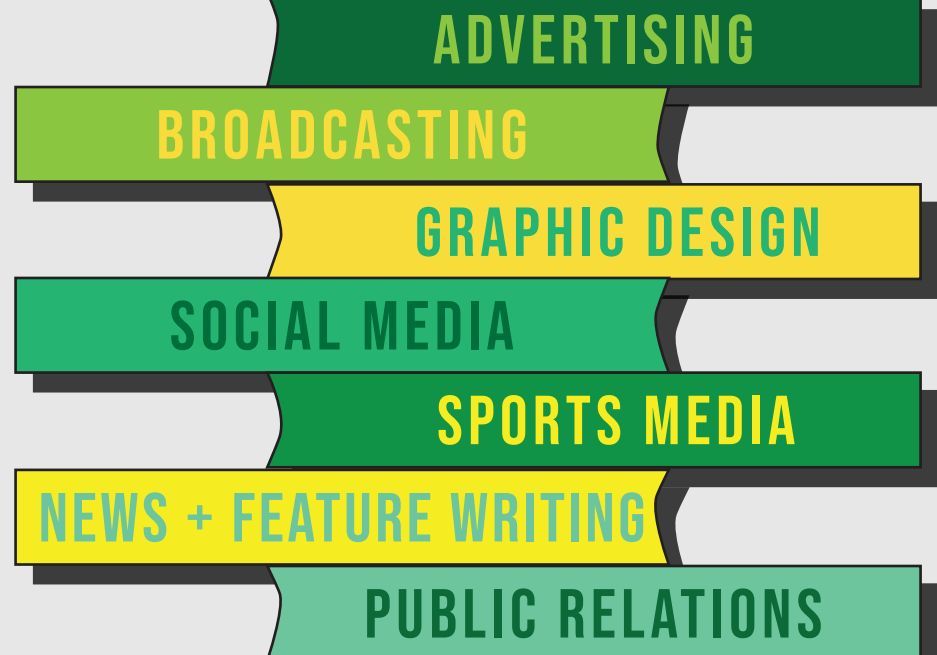 ADVERTISING
BROADCASTING
GRAPHIC DESIGN
SOCIAL MEDIA
SPORTS MEDIA
NEWS + FEATURE WRITING
PUBLIC RELATIONS